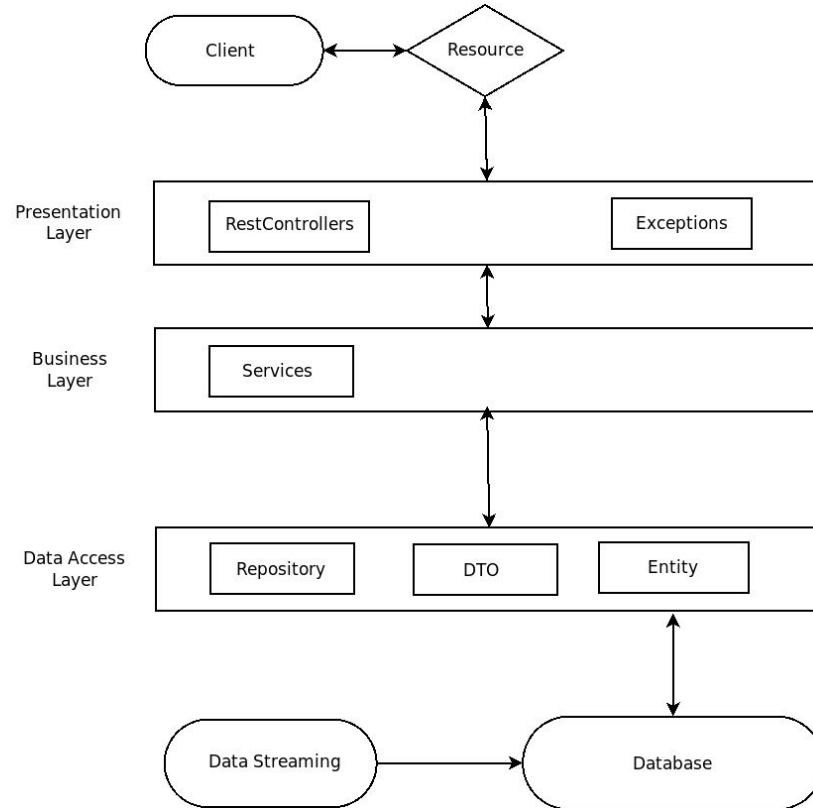 Client
Resource
Presentation
Layer
RestControllers
Exceptions
Business
Layer
Services
Data Access
Layer
Repository
DTO
Entity
Data Streaming
Database